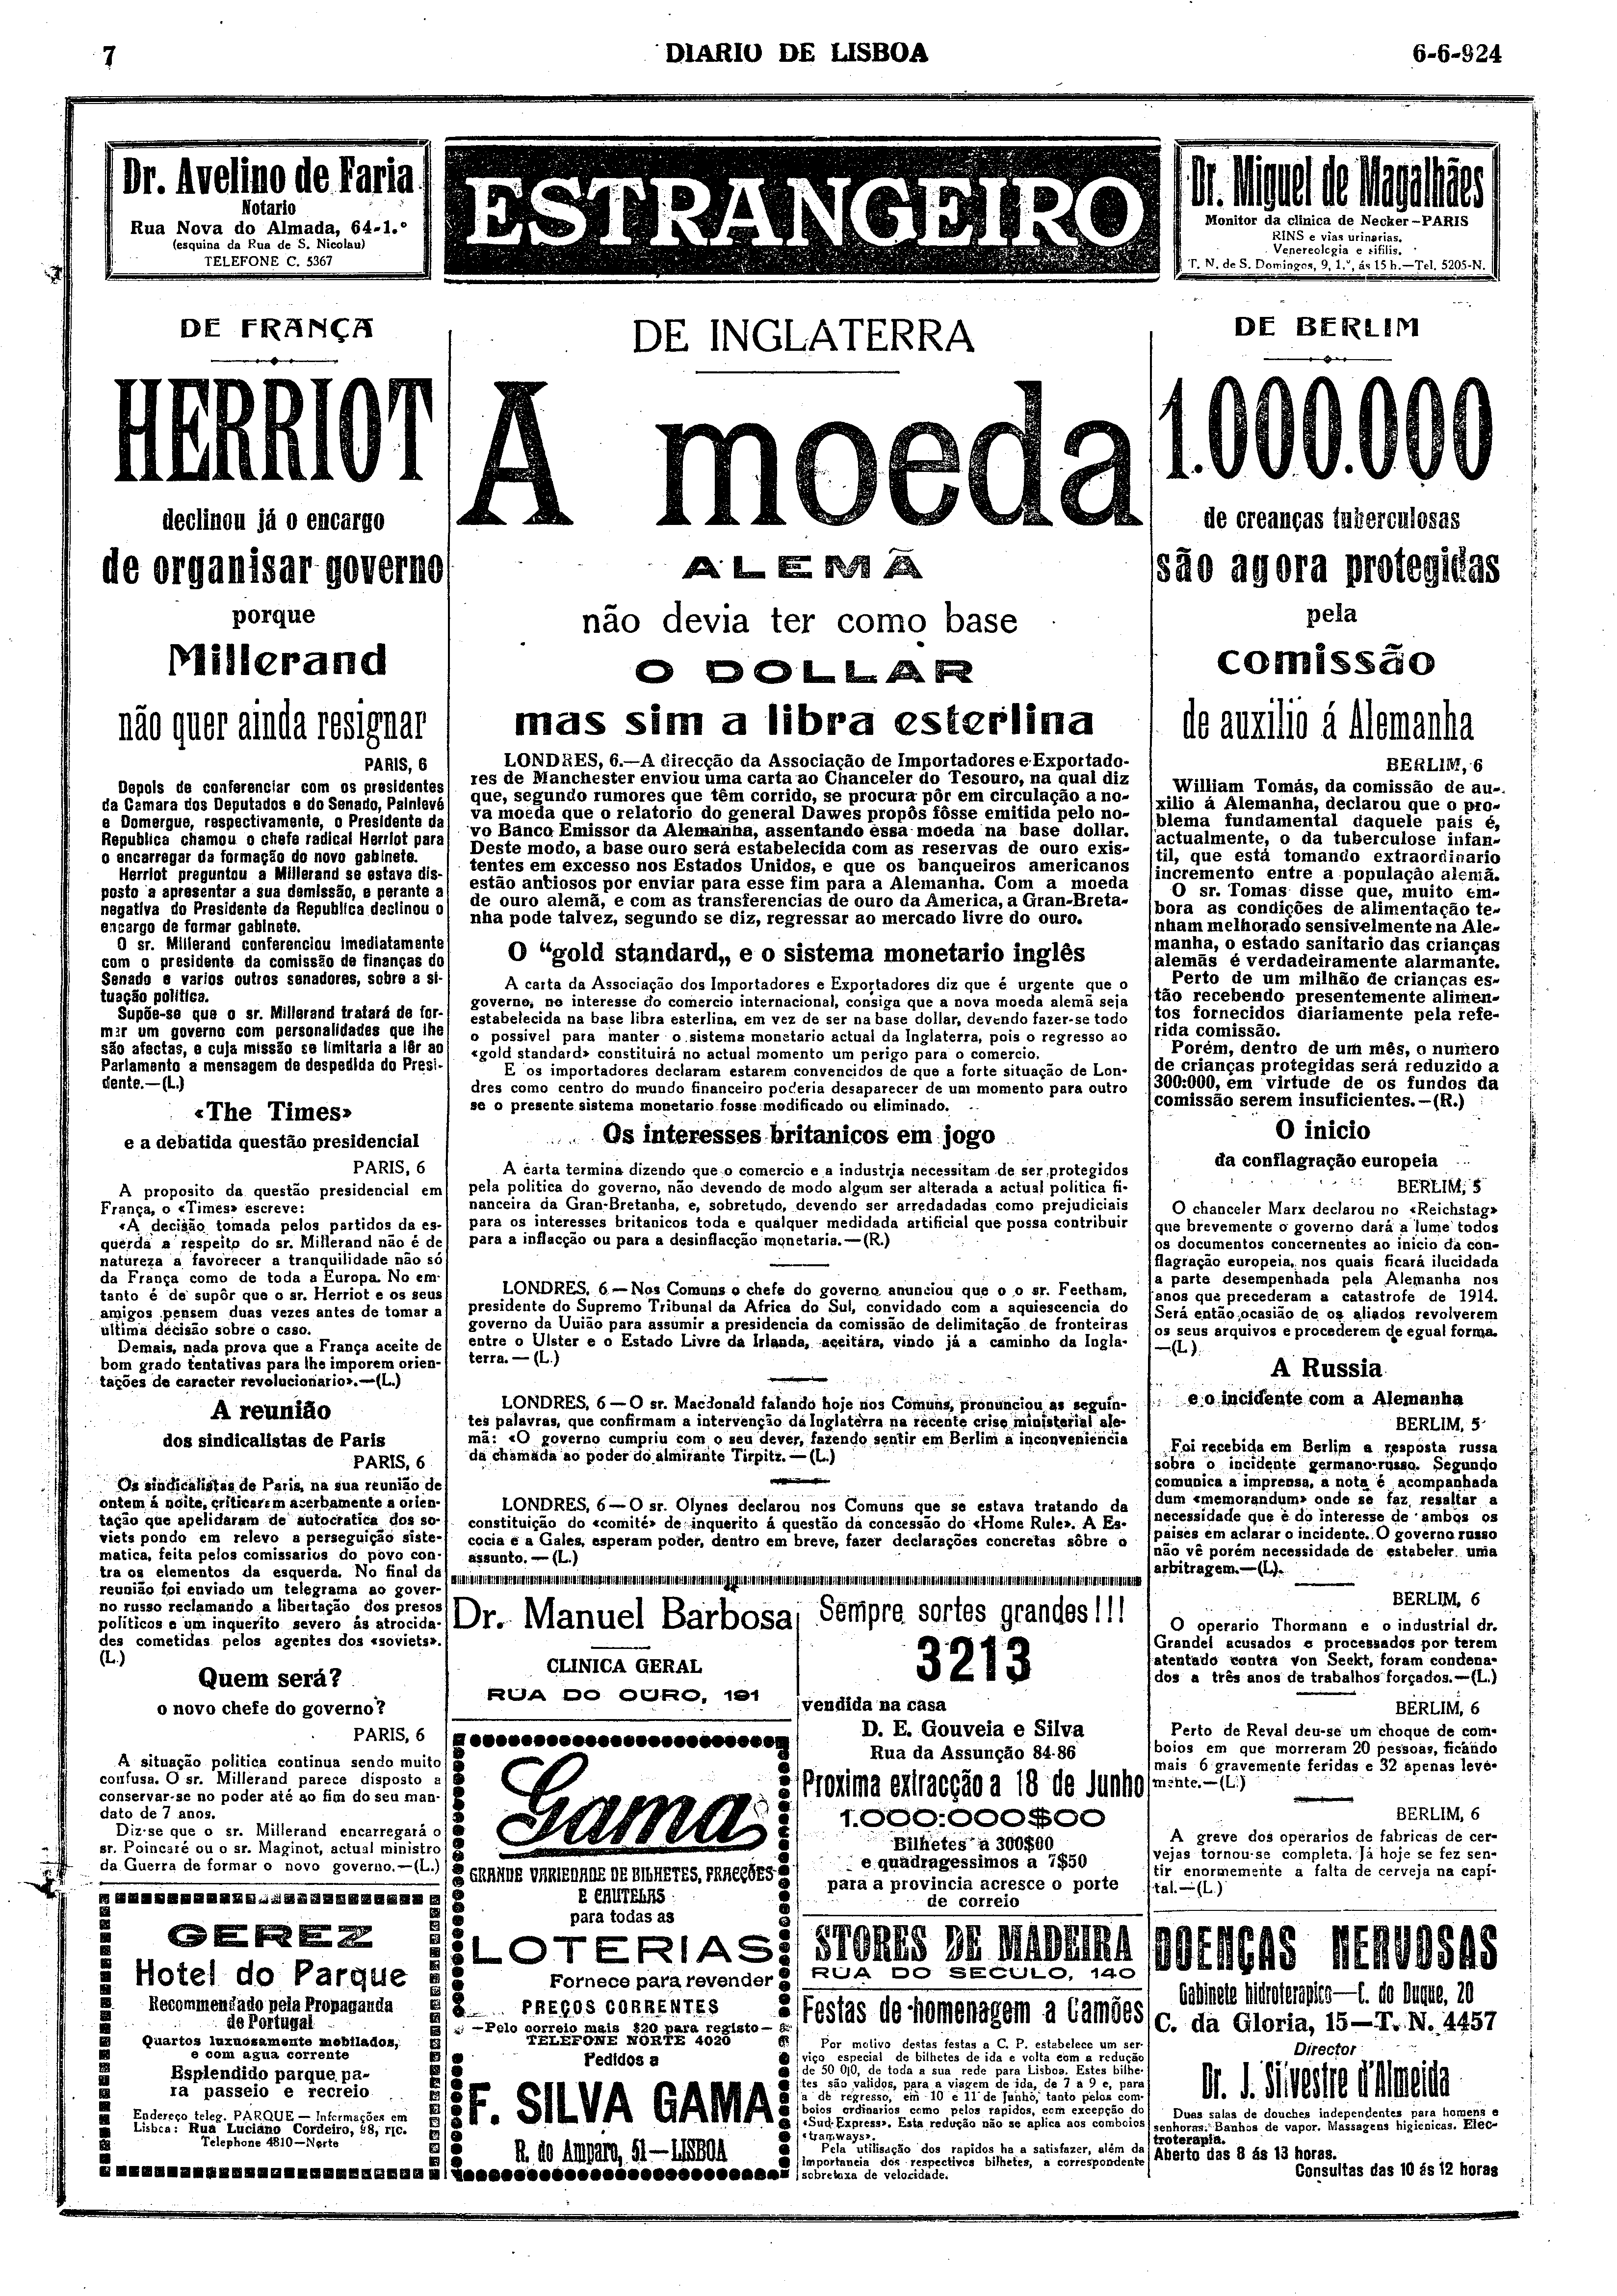 7
DIARIO DE LISBOA
6-6-924
Dr. Avelino de Faria
Notario
Rua Nova do Almada, 64-1.°
(esquina da Rua de S. Nicolau)
TELEFONE C. 5367
ESTRANGEIRO
Dr. Miguel de Magalhães
Monitor da clinica de Necker—PARIS
RINS e vias urinarias.
Venereologia e sifilis.
T. N. de S. Domingos, 9, 1.°, ás 15 h.—Tel. 5205-N.
DE FRANÇA
HERRIOT
declinou já o encargo
de organisar governo
porque
Millerand
não quer ainda resignar
PARIS, 6
Depois de conferenciar com os presidentes
da Camara dos Deputados e do Senado, Painlevé
e Domergue, respectivamente, o Presidente da
Republica chamou o chefe radical Herriot para
o encarregar da formação do novo gabinete.
Herriot preguntou a Millerand se estava dis-
posto a apresentar a sua demissão, e perante a
negativa do Presidente da Republica declinou o
encargo de formar gabinete.
O sr. Millerand conferenciou imediatamente
com o presidente da comissão de finanças do
Senado e varios outros senadores, sobre a si-
tuação politica.
Supõe-se que o sr. Millerand tratará de for-
mar um governo com personalidades que lhe
são afectas, e cuja missão se limitaria a lêr ao
Parlamento a mensagem de despedida do Presi-
dente.—(L.)
«The Times»
e a debatida questão presidencial
PARIS, 6
A proposito da questão presidencial em
França, o «Times» escreve:
«A decisão tomada pelos partidos da es-
querda a respeito do sr. Millerand não é de
natureza a favorecer a tranquilidade não só
da França como de toda a Europa. No em-
tanto é de supôr que o sr. Herriot e os seus
amigos pensem duas vezes antes de tomar a
ultima decisão sobre o caso.
Demais, nada prova que a França aceite de
bom grado tentativas para lhe imporem orien-
tações de caracter revolucionario».—(L.)
A reunião
dos sindicalistas de Paris
PARIS, 6
Os sindicalistas de Paris, na sua reunião de
ontem á noite, criticarem acerbamente a orien-
tação que apelidaram de autocratica dos so-
viets pondo em relevo a perseguição siste-
matica, feita pelos comissarios do povo con-
tra os elementos da esquerda. No final da
reunião foi enviado um telegrama ao gover-
no russo reclamando a libertação dos presos
politicos e um inquerito severo ás atrocida-
des cometidas pelos agentes dos «soviets».
(L.)
Quem será?
o novo chefe do governo?
PARIS, 6
A situação politica continua sendo muito
confusa. O sr. Millerand parece disposto a
conservar-se no poder até ao fim do seu man-
dato de 7 anos.
Diz-se que o sr. Millerand encarregará o
sr. Poincaré ou o sr. Maginot, actual ministro
da Guerra de formar o novo governo.—(L.)
GEREZ
Hotel do Parque
Recommendado pela Propaganda
de Portugal
Quartos luxuosamente mobilados,
e com agua corrente
Esplendido parque pa-
ra passeio e recreio
Endereço teleg. PARQUE — Informações em
Lisboa: Rua Luciano Cordeiro, 98, r|c.
Telephone 4810—Norte
DE INGLATERRA
A moeda
ALEMÃ
não devia ter como base
O DOLLAR
mas sim a libra esterlina
LONDRES, 6.—A direcção da Associação de Importadores e Exportado-
res de Manchester enviou uma carta ao Chanceler do Tesouro, na qual diz
que, segundo rumores que têm corrido, se procura pôr em circulação a no-
va moeda que o relatorio do general Dawes propôs fôsse emitida pelo no-
vo Banco Emissor da Alemanha, assentando essa moeda na base dollar.
Deste modo, a base ouro será estabelecida com as reservas de ouro exis-
tentes em excesso nos Estados Unidos, e que os banqueiros americanos
estão antiosos por enviar para esse fim para a Alemanha. Com a moeda
de ouro alemã, e com as transferencias de ouro da America, a Gran-Breta-
nha pode talvez, segundo se diz, regressar ao mercado livre do ouro.
O “gold standard„ e o sistema monetario inglês
A carta da Associação dos Importadores e Exportadores diz que é urgente que o
governo, no interesse do comercio internacional, consiga que a nova moeda alemã seja
estabelecida na base libra esterlina, em vez de ser na base dollar, devendo fazer-se todo
o possivel para manter o sistema monetario actual da Inglaterra, pois o regresso ao
«gold standard» constituirá no actual momento um perigo para o comercio.
E os importadores declaram estarem convencidos de que a forte situação de Lon-
dres como centro do mundo financeiro poderia desaparecer de um momento para outro
se o presente sistema monetario fosse modificado ou eliminado.
Os interesses britanicos em jogo
A carta termina dizendo que o comercio e a industria necessitam de ser protegidos
pela politica do governo, não devendo de modo algum ser alterada a actual politica fi-
nanceira da Gran-Bretanha, e, sobretudo, devendo ser arredadadas como prejudiciais
para os interesses britanicos toda e qualquer medidada artificial que possa contribuir
para a inflacção ou para a desinflacção monetaria.—(R.)
LONDRES, 6—Nos Comuns o chefe do governo anunciou que o o sr. Feetham,
presidente do Supremo Tribunal da Africa do Sul, convidado com a aquiescencia do
governo da Uuião para assumir a presidencia da comissão de delimitação de fronteiras
entre o Ulster e o Estado Livre da Irlanda, aceitára, vindo já a caminho da Ingla-
terra.—(L.)
LONDRES, 6—O sr. Macdonald falando hoje nos Comuns, pronunciou as seguin-
tes palavras, que confirmam a intervenção da Inglaterra na recente crise ministerial ale-
mã: «O governo cumpriu com o seu dever, fazendo sentir em Berlim a inconveniencia
da chamada ao poder do almirante Tirpitz.—(L.)
LONDRES, 6—O sr. Olynes declarou nos Comuns que se estava tratando da
constituição do «comité» de inquerito á questão da concessão do «Home Rule». A Es-
cocia e a Gales, esperam poder, dentro em breve, fazer declarações concretas sôbre o
assunto.—(L.)
Dr. Manuel Barbosa
CLINICA GERAL
RUA DO OURO, 191
Gama
GRANDE VARIEDADE DE BILHETES, FRACÇÕES
E CAUTELAS
para todas as
LOTERIAS
Fornece para revender
PREÇOS CORRENTES
—Pelo correio mais $20 para registo—
TELEFONE NORTE 4020
Pedidos a
F. SILVA GAMA
R. do Amparo, 51—LISBOA
Sempre sortes grandes!!!
3213
vendida na casa
D. E. Gouveia e Silva
Rua da Assunção 84-86
Proxima extracção a 18 de Junho
1.000:000$00
Bilhetes a 300$00
e quadragessimos a 7$50
para a provincia acresce o porte
de correio
STORES DE MADEIRA
RUA DO SECULO, 140
Festas de homenagem a Camões
Por motivo destas festas a C. P. estabelece um ser-
viço especial de bilhetes de ida e volta com a redução
de 50 0|0, de toda a sua rede para Lisboa. Estes bilhe-
tes são validos, para a viagem de ida, de 7 a 9 e, para
a de regresso, em 10 e 11 de Junho, tanto pelos com-
boios ordinarios como pelos rapidos, com excepção do
«Sud-Express». Esta redução não se aplica aos comboios
«tramways».
Pela utilisação dos rapidos ha a satisfazer, além da
importancia dos respectivos bilhetes, a correspondente
sobretaxa de velocidade.
DE BERLIM
1.000.000
de creanças tuberculosas
são agora protegidas
pela
comissão
de auxilio á Alemanha
BERLIM, 6
William Tomás, da comissão de au-
xilio á Alemanha, declarou que o pro-
blema fundamental daquele país é,
actualmente, o da tuberculose infan-
til, que está tomando extraordinario
incremento entre a população alemã.
O sr. Tomas disse que, muito em-
bora as condições de alimentação te-
nham melhorado sensivelmente na Ale-
manha, o estado sanitario das crianças
alemãs é verdadeiramente alarmante.
Perto de um milhão de crianças es-
tão recebendo presentemente alimen-
tos fornecidos diariamente pela refe-
rida comissão.
Porém, dentro de um mês, o numero
de crianças protegidas será reduzido a
300:000, em virtude de os fundos da
comissão serem insuficientes.—(R.)
O inicio
da conflagração europeia
BERLIM, 5
O chanceler Marx declarou no «Reichstag»
que brevemente o governo dará a lume todos
os documentos concernentes ao inicio da con-
flagração europeia, nos quais ficará ilucidada
a parte desempenhada pela Alemanha nos
anos que precederam a catastrofe de 1914.
Será então ocasião de os aliados revolverem
os seus arquivos e procederem de egual forma.
—(L.)
A Russia
e o incidente com a Alemanha
BERLIM, 5
Foi recebida em Berlim a resposta russa
sobre o incidente germano-russo. Segundo
comunica a imprensa, a nota é acompanhada
dum «memorandum» onde se faz resaltar a
necessidade que é do interesse de ambos os
paises em aclarar o incidente. O governo russo
não vê porém necessidade de estabeler uma
arbitragem.—(L).
BERLIM, 6
O operario Thormann e o industrial dr.
Grandel acusados e processados por terem
atentado contra von Seekt, foram condena-
dos a três anos de trabalhos forçados.—(L.)
BERLIM, 6
Perto de Reval deu-se um choque de com-
boios em que morreram 20 pessoas, ficando
mais 6 gravemente feridas e 32 apenas leve-
mente.—(L.)
BERLIM, 6
A greve dos operarios de fabricas de cer-
vejas tornou-se completa. Já hoje se fez sen-
tir enormemente a falta de cerveja na capi-
tal.—(L.)
DOENÇAS NERVOSAS
Gabinete hidroterapico—C. do Duque, 20
C. da Gloria, 15—T. N. 4457
Director
Dr. J. Silvestre d'Almeida
Duas salas de douches independentes para homens e
senhoras. Banhos de vapor. Massagens higienicas. Elec-
troterapia.
Aberto das 8 ás 13 horas.
Consultas das 10 ás 12 horas